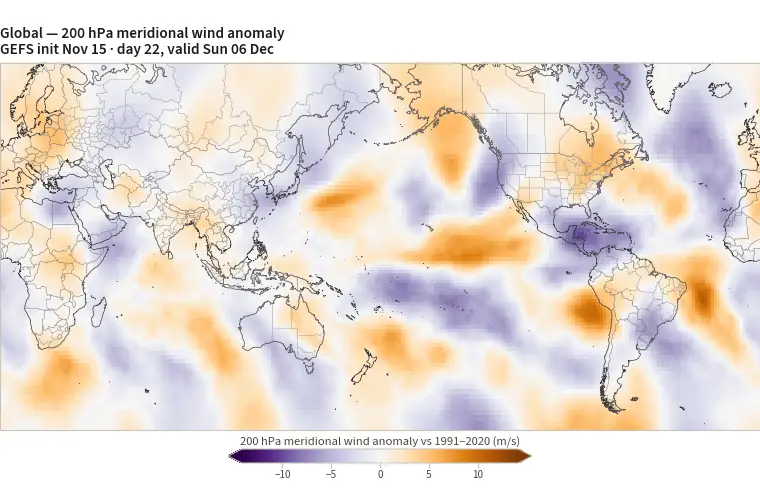 Global — 200 hPa meridional wind anomaly
GEFS init Nov 15 · day 22, valid Sun 06 Dec
200 hPa meridional wind anomaly vs 1991–2020 (m/s)
−10 −5 0 5 10